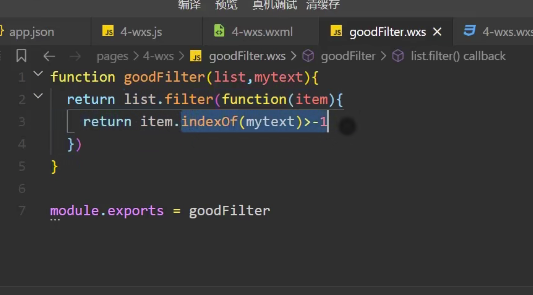 编译 预览 真机调试 清缓存
app.json 4-wxs.js 4-wxs.wxml goodFilter.wxs 4-wxs.wxs
pages > 4-wxs > goodFilter.wxs > goodFilter > list.filter() callback
1 function goodFilter(list,mytext){
2 return list.filter(function(item){
3 return item.indexOf(mytext)>-1
4 })
5 }
6
7 module.exports = goodFilter